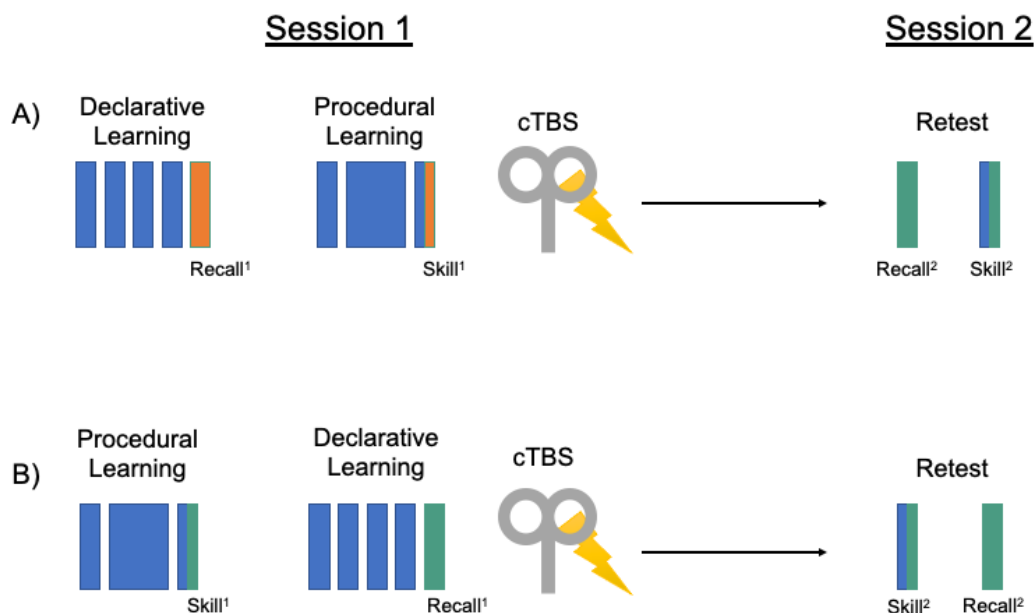 Session 1
Session 2
A)
Declarative
Learning
Procedural
Learning
cTBS
Retest
Recall¹
Skill¹
Recall²
Skill²
B)
Procedural
Learning
Declarative
Learning
cTBS
Retest
Skill¹
Recall¹
Skill²
Recall²